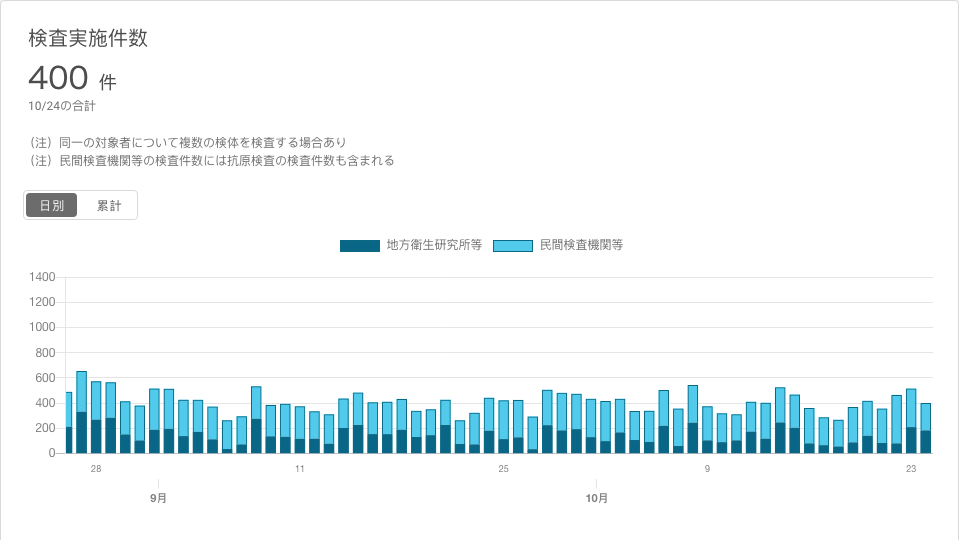 検査実施件数
400 件
10/24の合計
（注）同一の対象者について複数の検体を検査する場合あり
（注）民間検査機関等の検査件数には抗原検査の検査件数も含まれる
日別 累計
地方衛生研究所等 民間検査機関等
1400
1200
1000
800
600
400
200
0
28 11 25 9 23
9月 10月